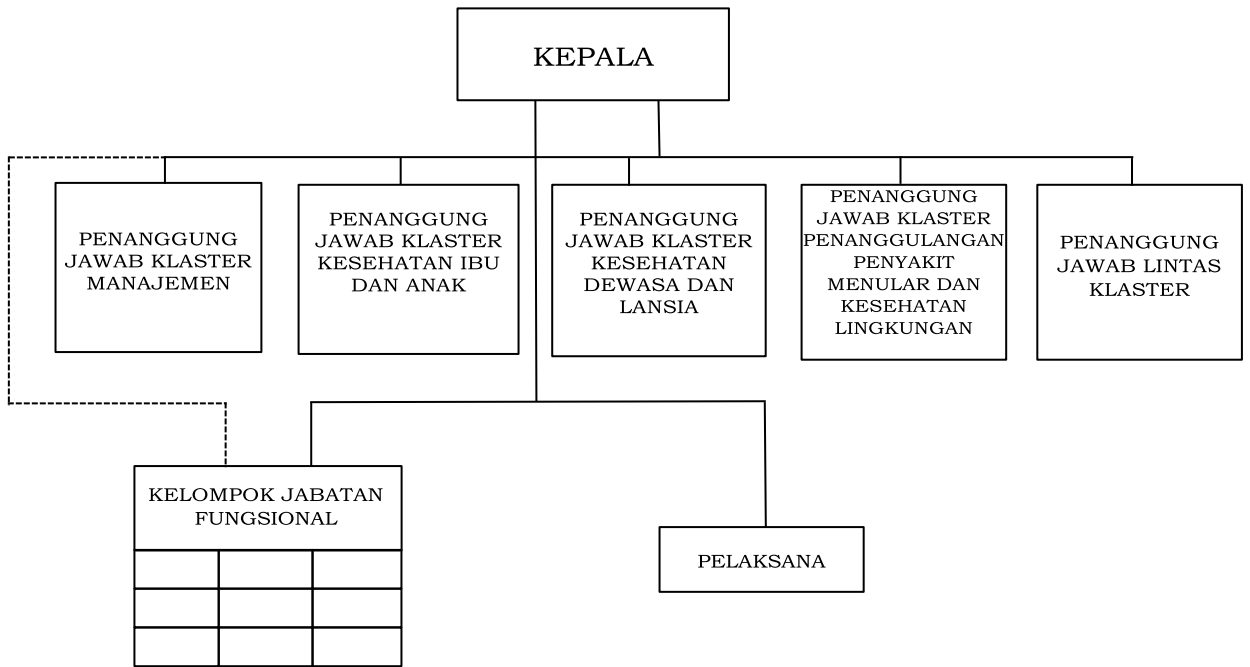 KEPALA
PENANGGUNG
JAWAB KLASTER
MANAJEMEN
PENANGGUNG
JAWAB KLASTER
KESEHATAN IBU
DAN ANAK
PENANGGUNG
JAWAB KLASTER
KESEHATAN
DEWASA DAN
LANSIA
PENANGGUNG
JAWAB KLASTER
PENANGGULANGAN
PENYAKIT
MENULAR DAN
KESEHATAN
LINGKUNGAN
PENANGGUNG
JAWAB LINTAS
KLASTER
KELOMPOK JABATAN
FUNGSIONAL
PELAKSANA